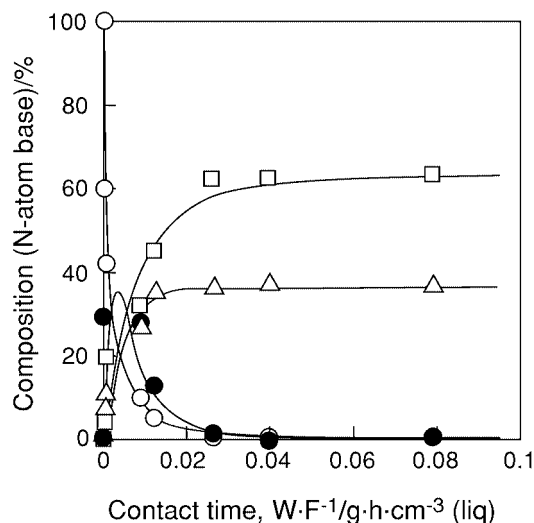 Composition (N-atom base)/%
100
80
60
40
20
0
0 0.02 0.04 0.06 0.08 0.1
Contact time, W·F⁻¹/g·h·cm⁻³ (liq)